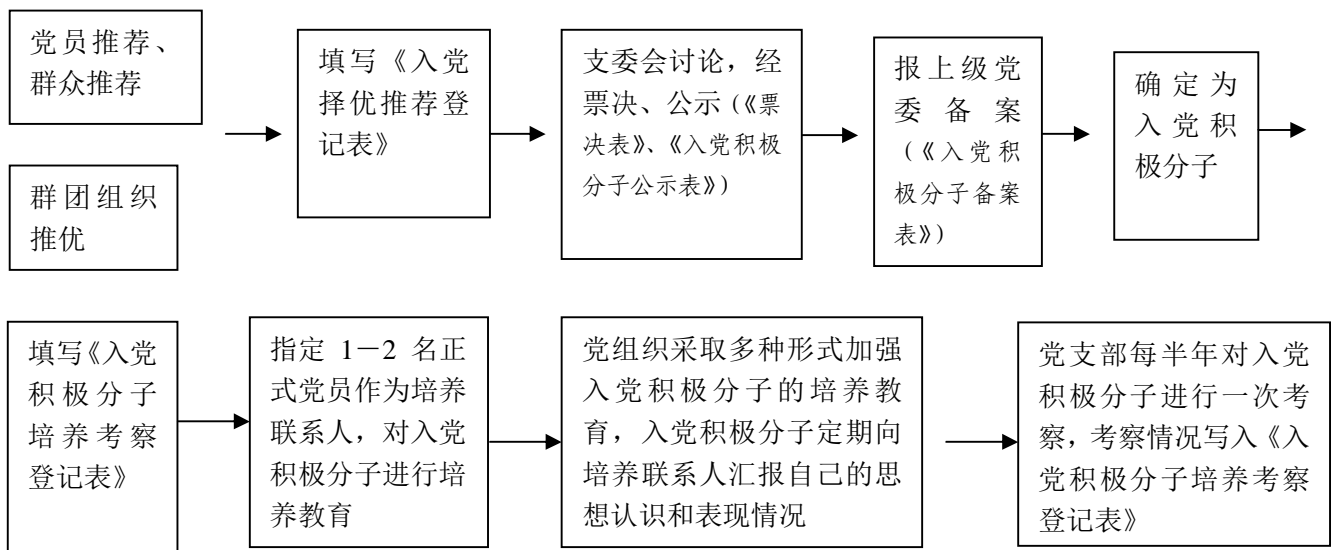 党员推荐、
群众推荐
群团组织
推优
填写《入党
择优推荐登
记表》
支委会讨论，经
票决、公示（《票
决表》、《入党积极
分子公示表》）
报上级党
委备案
（《入党积
极分子备案
表》）
确定为
入党积
极分子
填写《入党
积极分子
培养考察
登记表》
指定 1－2 名正
式党员作为培养
联系人，对入党
积极分子进行培
养教育
党组织采取多种形式加强
入党积极分子的培养教
育，入党积极分子定期向
培养联系人汇报自己的思
想认识和表现情况
党支部每半年对入党
积极分子进行一次考
察，考察情况写入《入
党积极分子培养考察
登记表》